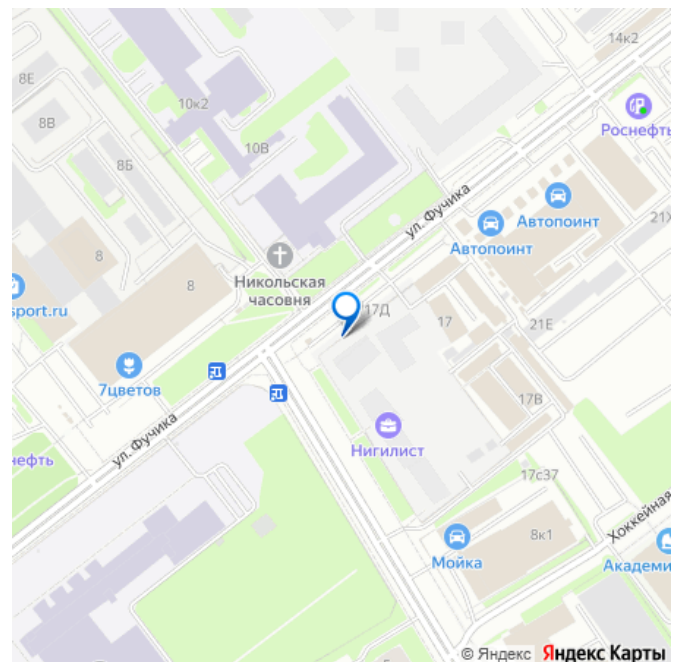 14к2
8Е
10к2
Роснефть
8В
10В
8Б
ул. Фучика
Автопоинт
21Х
Автопоинт
8
Никольская
часовня
8
sport.ru
17Д
17
21Е
7цветов
17В
ул. Фучика
Нигилист
нефть
17с37
Хоккейная
8к1
Мойка
Академи
© Яндекс Яндекс Карты